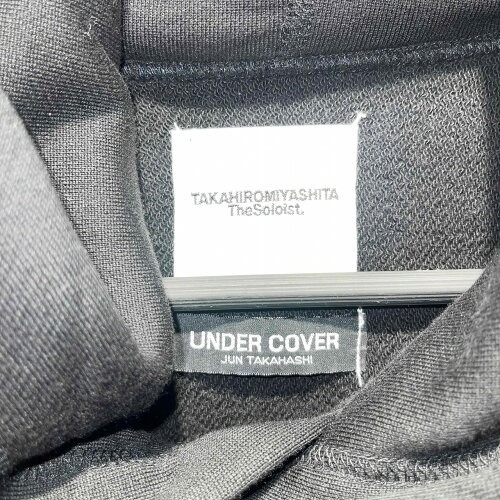 TAKAHIROMIYASHITA
TheSoloist.
UNDER COVER
JUN TAKAHASHI